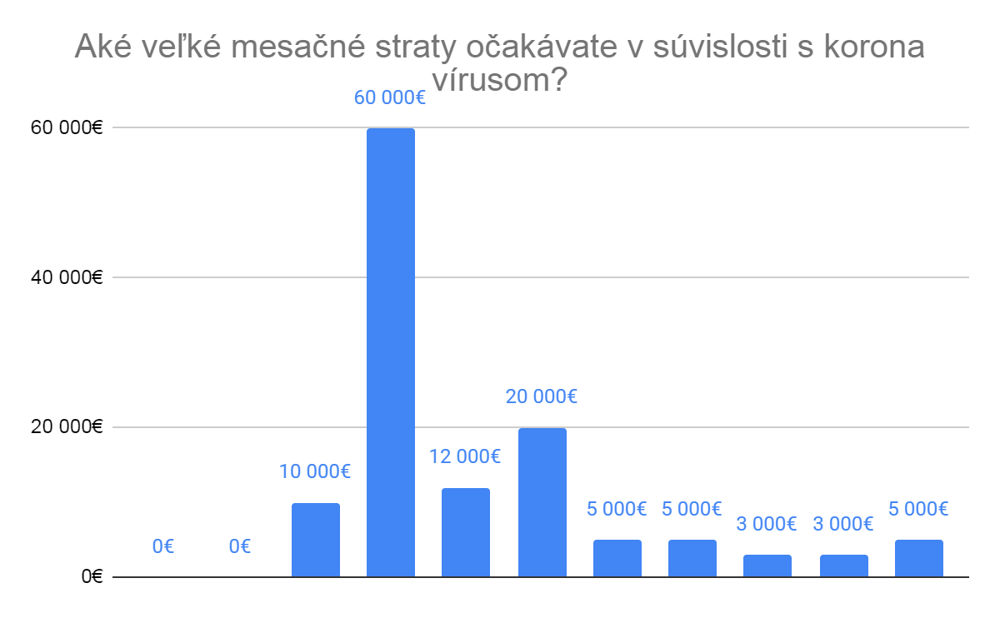 Aké veľké mesačné straty očakávate v súvislosti s korona
vírusom?
60 000€
60 000€
40 000€
20 000€
20 000€
12 000€
10 000€
5 000€ 5 000€ 5 000€
3 000€ 3 000€
0€ 0€
0€